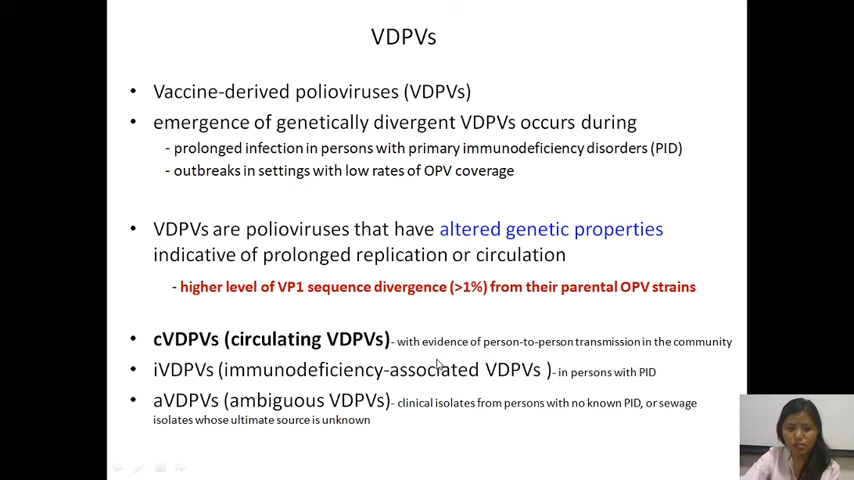 VDPVs
• Vaccine-derived polioviruses (VDPVs)
• emergence of genetically divergent VDPVs occurs during
- prolonged infection in persons with primary immunodeficiency disorders (PID)
- outbreaks in settings with low rates of OPV coverage
• VDPVs are polioviruses that have altered genetic properties
indicative of prolonged replication or circulation
- higher level of VP1 sequence divergence (>1%) from their parental OPV strains
• cVDPVs (circulating VDPVs)- with evidence of person-to-person transmission in the community
• iVDPVs (immunodeficiency-associated VDPVs )- in persons with PID
• aVDPVs (ambiguous VDPVs)- clinical isolates from persons with no known PID, or sewage
isolates whose ultimate source is unknown